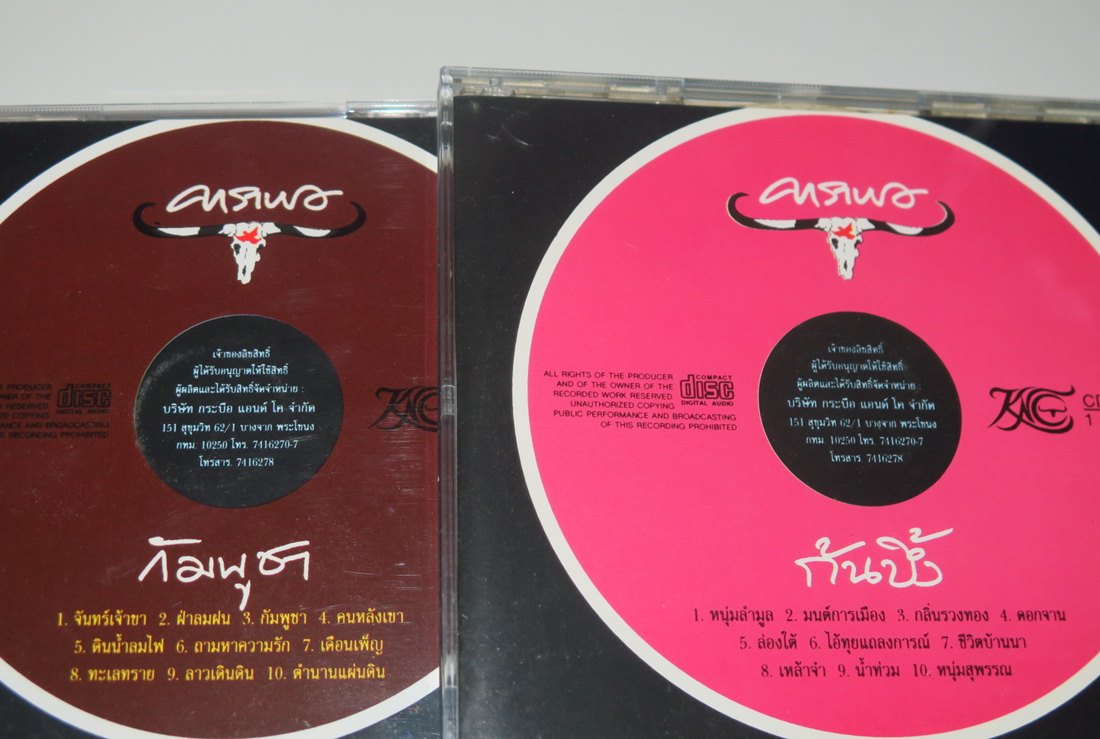 คาราบาว
เจ้าของลิขสิทธิ์
ผู้ได้รับอนุญาตให้ใช้สิทธิ์
ผู้ผลิตและได้รับสิทธิ์จัดจำหน่าย :
บริษัท กระบือ แอนด์ โค จำกัด
151 สุขุมวิท 62/1 บางจาก พระโขนง
กทม. 10250 โทร. 7416270-7
โทรสาร. 7416278
THE PRODUCER
OWNER OF THE
RESERVED
COPYING
AND BROADCASTING
RECORDING PROHIBITED
COMPACT
disc
DIGITAL AUDIO
กัมพูชา
1. จันทร์เจ้าขา 2. ฝ่าลมฝน 3. กัมพูชา 4. คนหลังเขา
5. ดินน้ำลมไฟ 6. ถามหาความรัก 7. เดือนเพ็ญ
8. ทะเลทราย 9. ลาวเดินดิน 10. ตำนานแผ่นดิน
คาราบาว
เจ้าของลิขสิทธิ์
ผู้ได้รับอนุญาตให้ใช้สิทธิ์
ผู้ผลิตและได้รับสิทธิ์จัดจำหน่าย :
บริษัท กระบือ แอนด์ โค จำกัด
151 สุขุมวิท 62/1 บางจาก พระโขนง
กทม. 10250 โทร. 7416270-7
โทรสาร. 7416278
ALL RIGHTS OF THE PRODUCER
AND OF THE OWNER OF THE
RECORDED WORK RESERVED
UNAUTHORIZED COPYING
PUBLIC PERFORMANCE AND BROADCASTING
OF THIS RECORDING PROHIBITED
COMPACT
disc
DIGITAL AUDIO
CD
1
ก้นบึ้ง
1. หนุ่มลำมูล 2. มนต์การเมือง 3. กลิ่นรวงทอง 4. ดอกจาน
5. ล่องใต้ 6. ไอ้ทุยแถลงการณ์ 7. ชีวิตบ้านนา
8. เหล้าจ๋า 9. น้ำท่วม 10. หนุ่มสุพรรณ